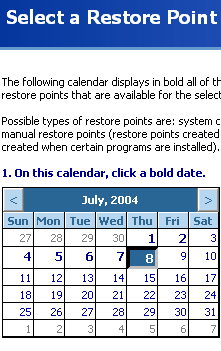 Select a Restore Point
The following calendar displays in bold all of th
restore points that are available for the select
Possible types of restore points are: system c
manual restore points (restore points created
created when certain programs are installed).
1. On this calendar, click a bold date.
< July, 2004 >
Sun Mon Tue Wed Thu Fri Sat
27 28 29 30 1 2 3
4 5 6 7 8 9 10
11 12 13 14 15 16 17
18 19 20 21 22 23 24
25 26 27 28 29 30 31
1 2 3 4 5 6 7